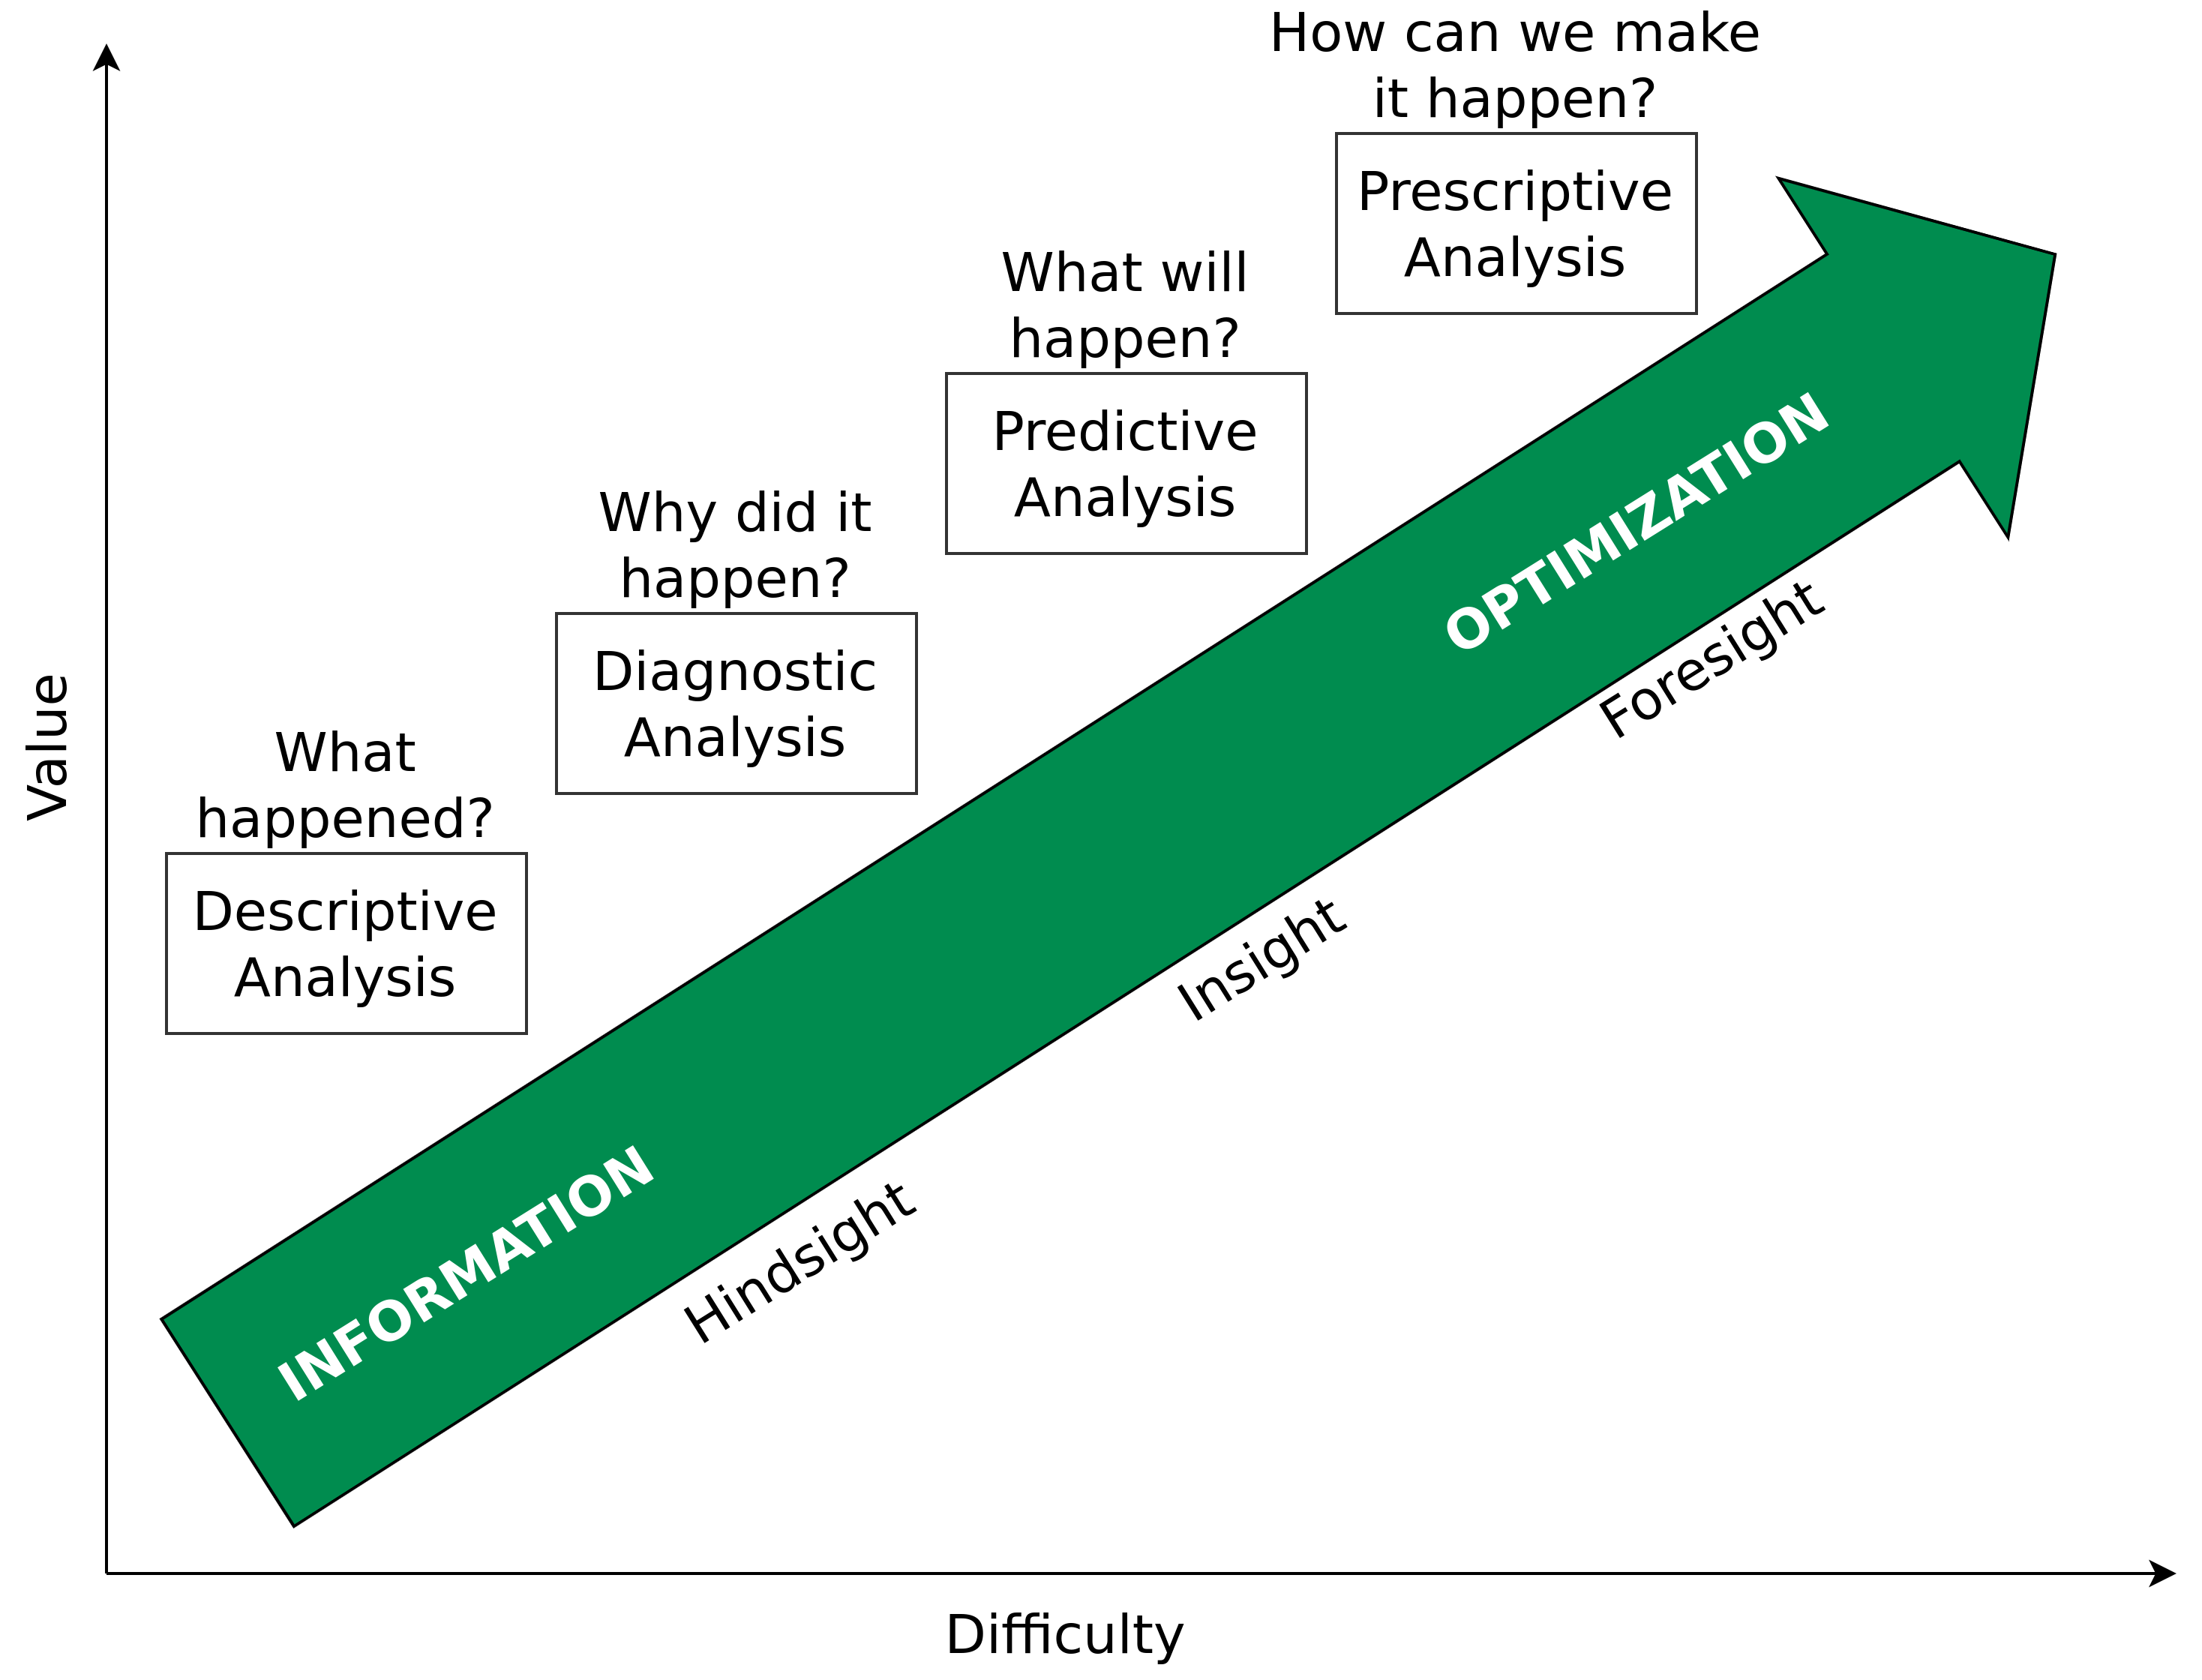 How can we make
it happen?
Prescriptive
Analysis
What will
happen?
Predictive
Analysis
Why did it
happen?
Diagnostic
Analysis
What
happened?
Descriptive
Analysis
OPTIMIZATION
INFORMATION
Foresight
Insight
Hindsight
Value
Difficulty